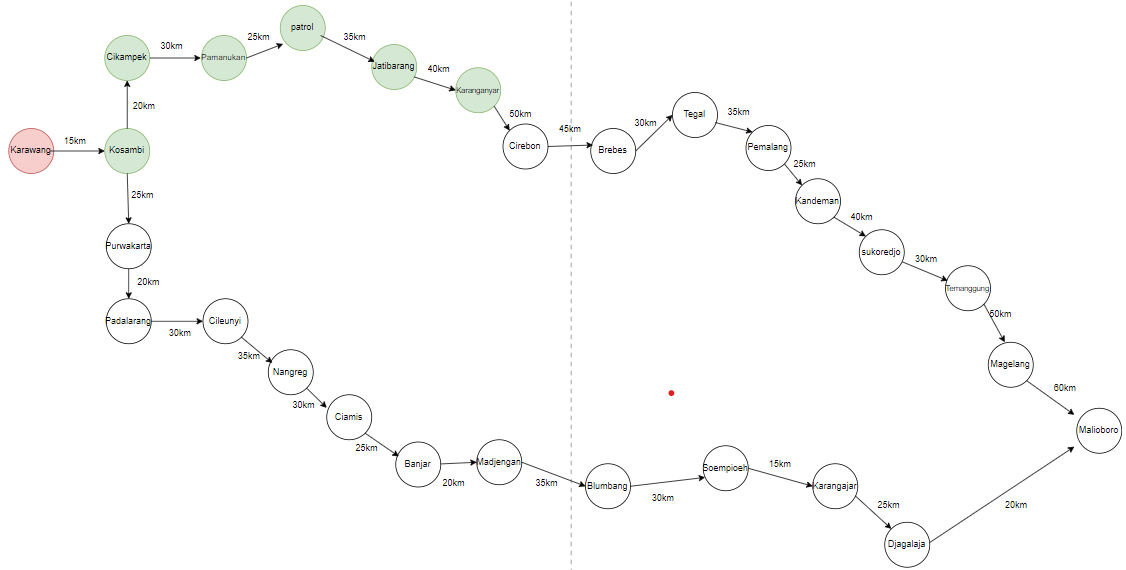 patrol
25km
35km
30km
Cikampek
Pamanukan
Jatibarang
40km
Karanganyar
20km
50km
15km
Karawang
Kosambi
Cirebon
45km
Brebes
30km
Tegal
35km
Pemalang
25km
Kandeman
40km
sukoredjo
30km
Temanggung
50km
Magelang
60km
Malioboro
25km
Purwakarta
20km
Padalarang
30km
Cileunyi
35km
Nangreg
30km
Ciamis
25km
Banjar
20km
Madjengan
35km
Blumbang
30km
Soempioeh
15km
Karangajar
25km
Djagalaja
20km